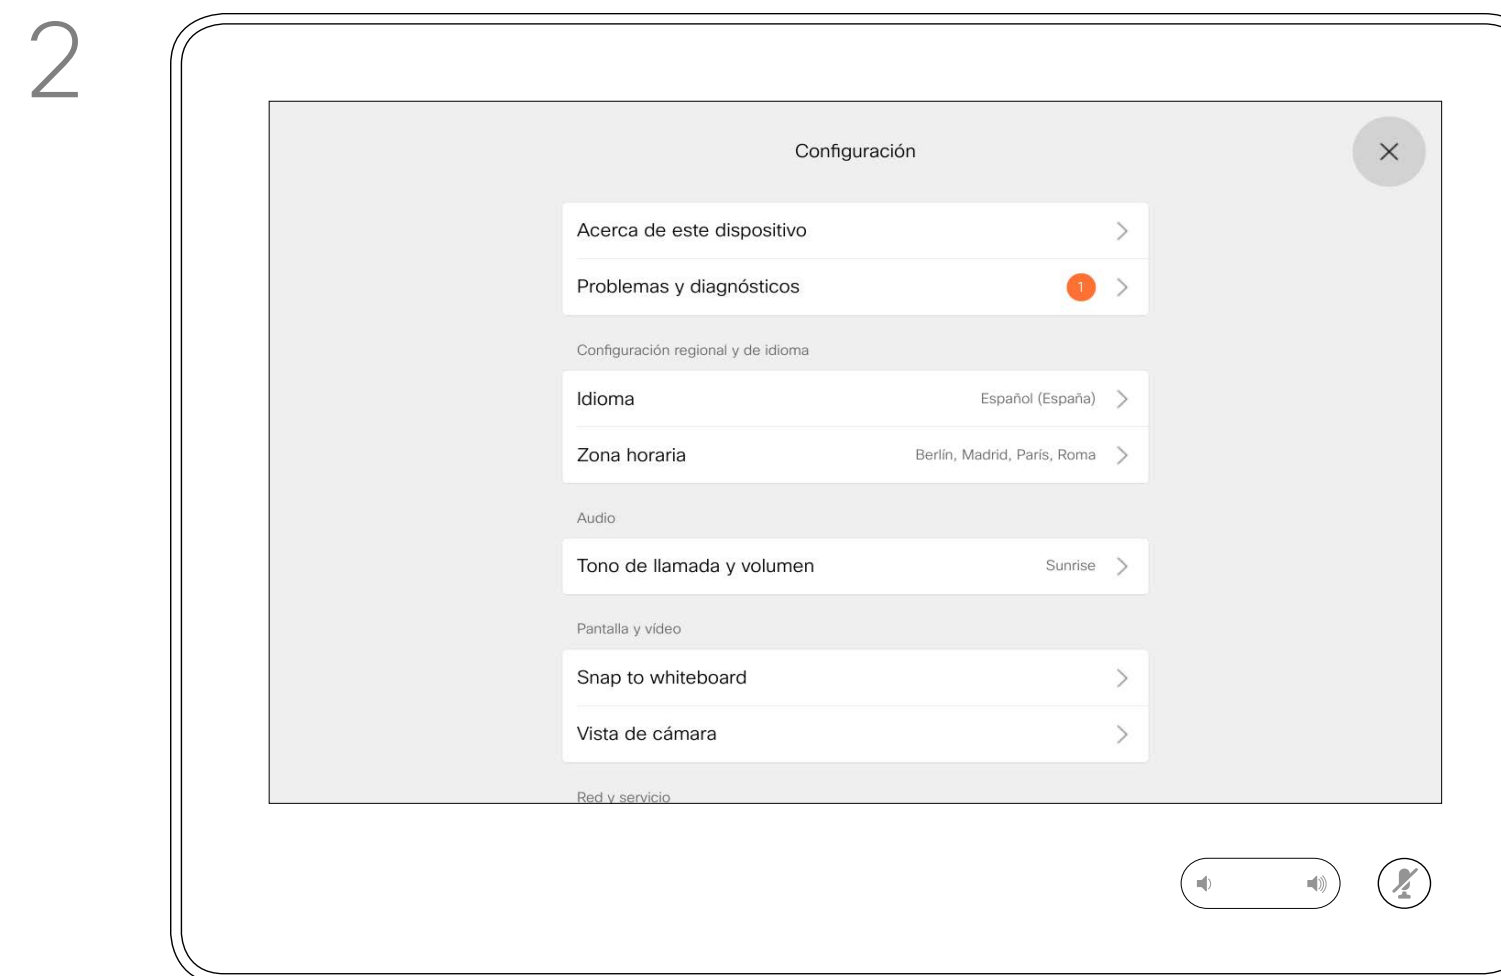 2
Configuración
Acerca de este dispositivo
Problemas y diagnósticos 1
Configuración regional y de idioma
Idioma Español (España)
Zona horaria Berlín, Madrid, París, Roma
Audio
Tono de llamada y volumen Sunrise
Pantalla y vídeo
Snap to whiteboard
Vista de cámara
Red y servicio